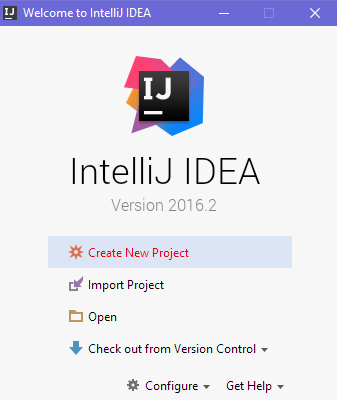 Welcome to IntelliJ IDEA
IJ
IJ
IntelliJ IDEA
Version 2016.2
Create New Project
Import Project
Open
Check out from Version Control
Configure Get Help